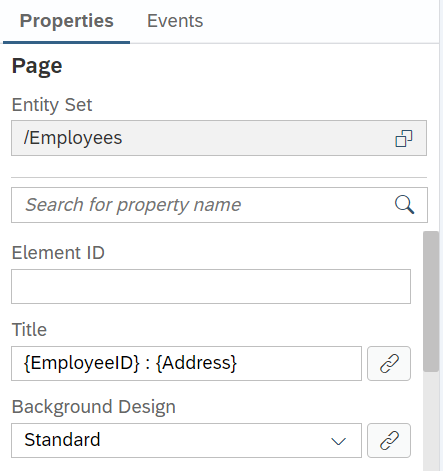 Properties Events
Page
Entity Set
/Employees
Search for property name
Element ID
Title
{EmployeeID} : {Address}
Background Design
Standard